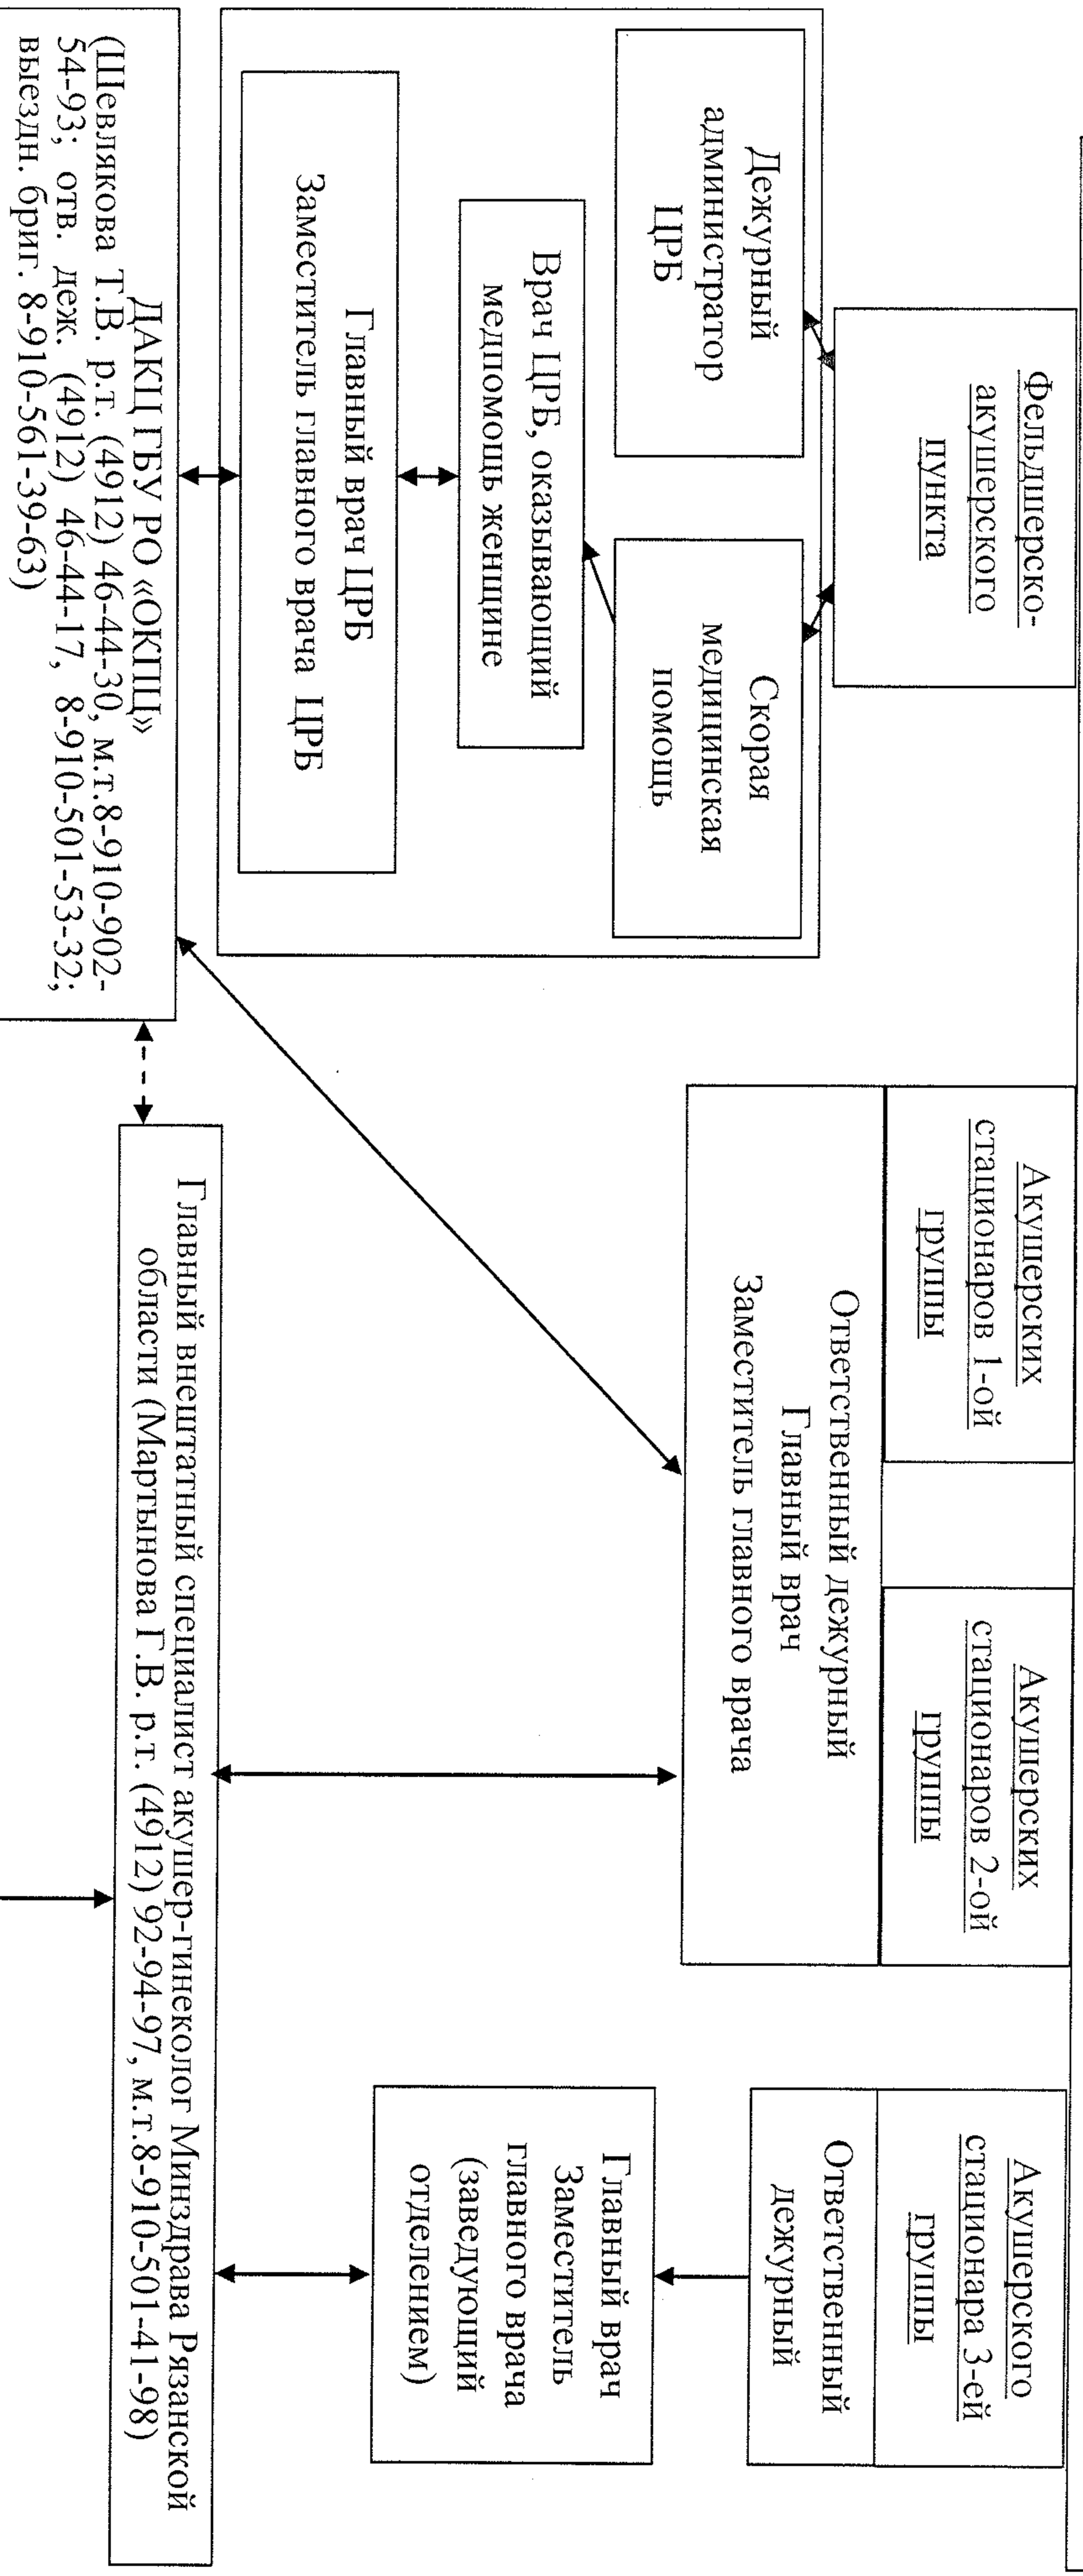 Фельдшерско-
акушерского
пункта
Акушерских
стационаров 1-ой
группы
Акушерских
стационаров 2-ой
группы
Акушерского
стационара 3-ей
группы
Дежурный
администратор
ЦРБ
Скорая
медицинская
помощь
Врач ЦРБ, оказывающий
медпомощь женщине
Главный врач ЦРБ
Заместитель главного врача ЦРБ
Ответственный дежурный
Главный врач
Заместитель главного врача
Ответственный
дежурный
Главный врач
Заместитель
главного врача
(заведующий
отделением)
ДАКЦ ГБУ РО «ОКПЦ»
(Шевлякова Т.В. р.т. (4912) 46-44-30, м.т.8-910-902-
54-93; отв. деж. (4912) 46-44-17, 8-910-501-53-32;
выездн. бриг. 8-910-561-39-63)
Главный внештатный специалист акушер-гинеколог Минздрава Рязанской
области (Мартынова Г.В. р.т. (4912) 92-94-97, м.т.8-910-501-41-98)